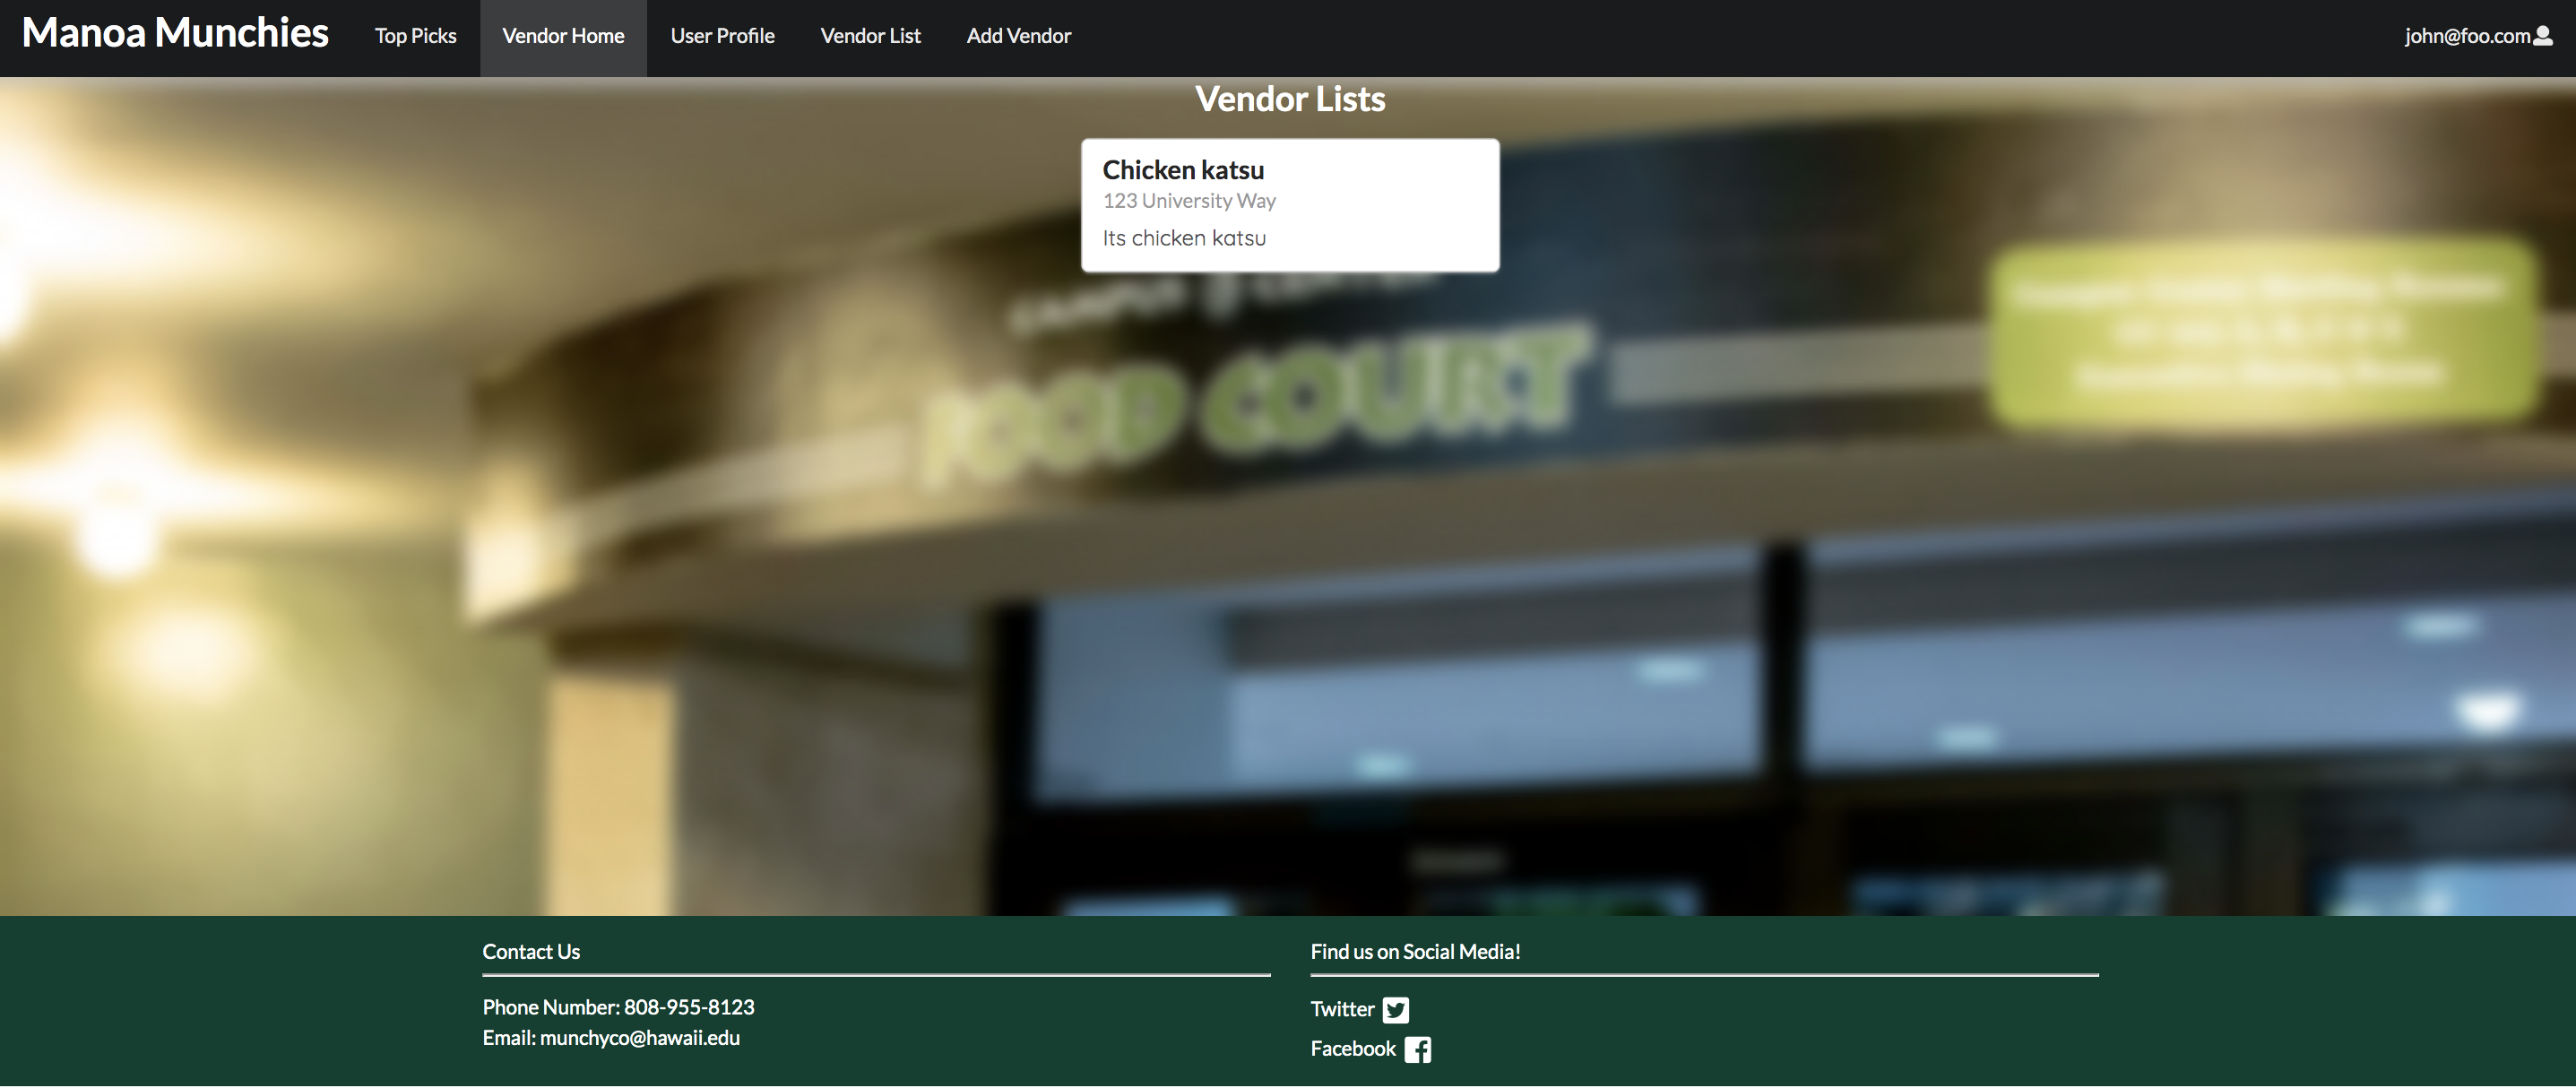 Manoa Munchies Top Picks Vendor Home User Profile Vendor List Add Vendor john@foo.com
Vendor Lists
Chicken katsu
123 University Way
Its chicken katsu
CAMPUS CENTER
FOOD COURT
Contact Us
Phone Number: 808-955-8123
Email: munchyco@hawaii.edu
Find us on Social Media!
Twitter
Facebook